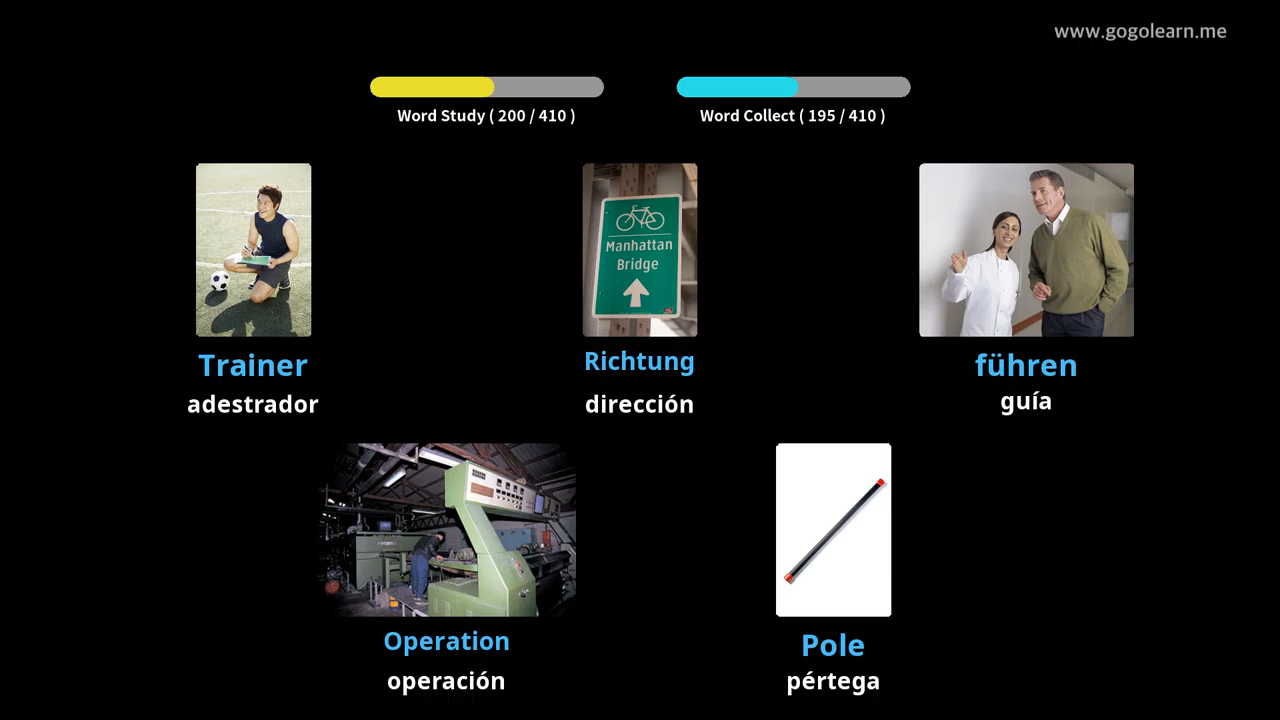 www.gogolearn.me
Word Study ( 200 / 410 )
Word Collect ( 195 / 410 )
Manhattan
Bridge
Trainer
adestrador
Richtung
dirección
führen
guía
Operation
operación
Pole
pértega